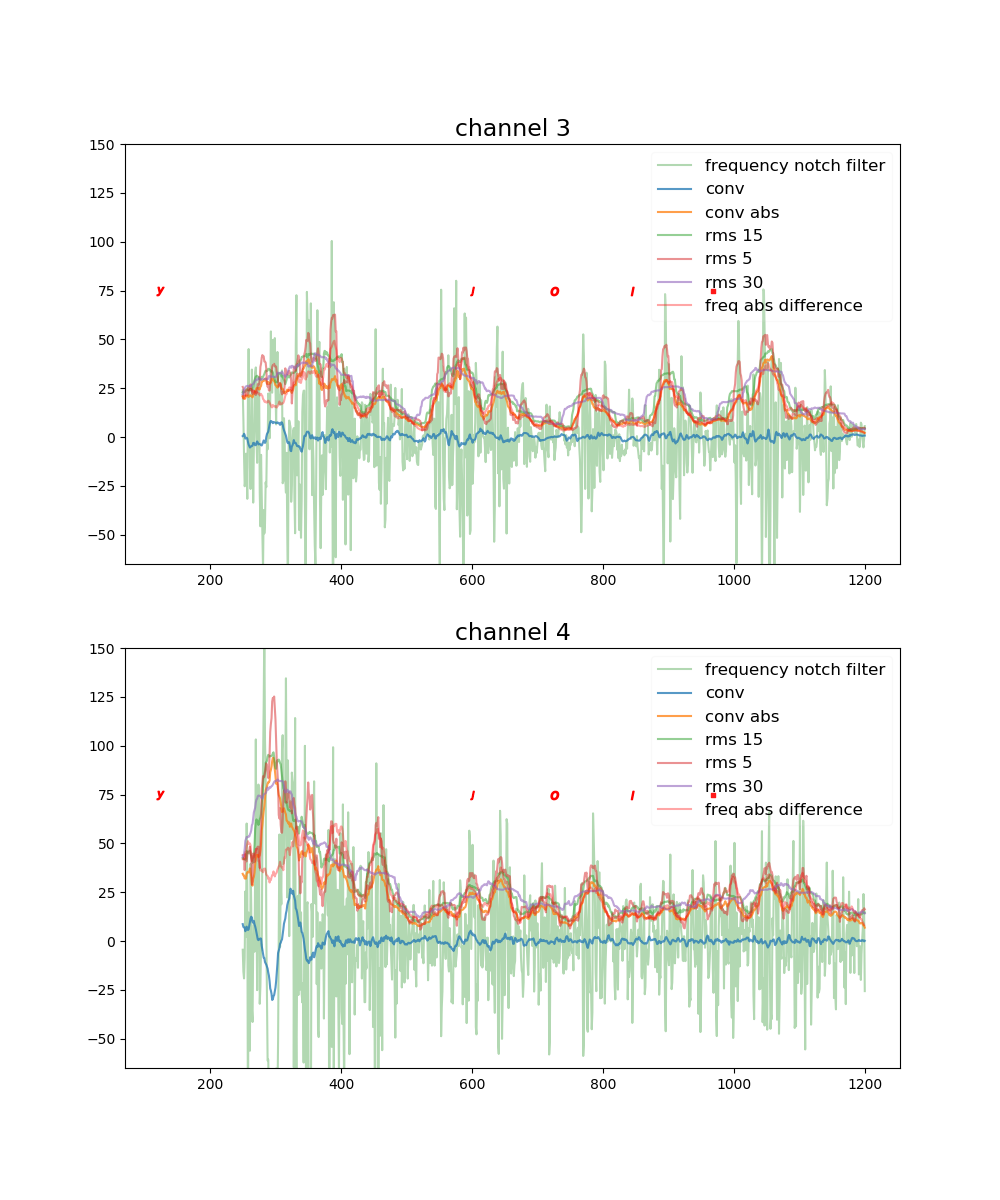 channel 3
150
125
100
75
50
25
0
−25
−50
frequency notch filter
conv
conv abs
rms 15
rms 5
rms 30
freq abs difference
y ɹ o ı .
200 400 600 800 1000 1200
channel 4
150
125
100
75
50
25
0
−25
−50
frequency notch filter
conv
conv abs
rms 15
rms 5
rms 30
freq abs difference
y ɹ o ı .
200 400 600 800 1000 1200